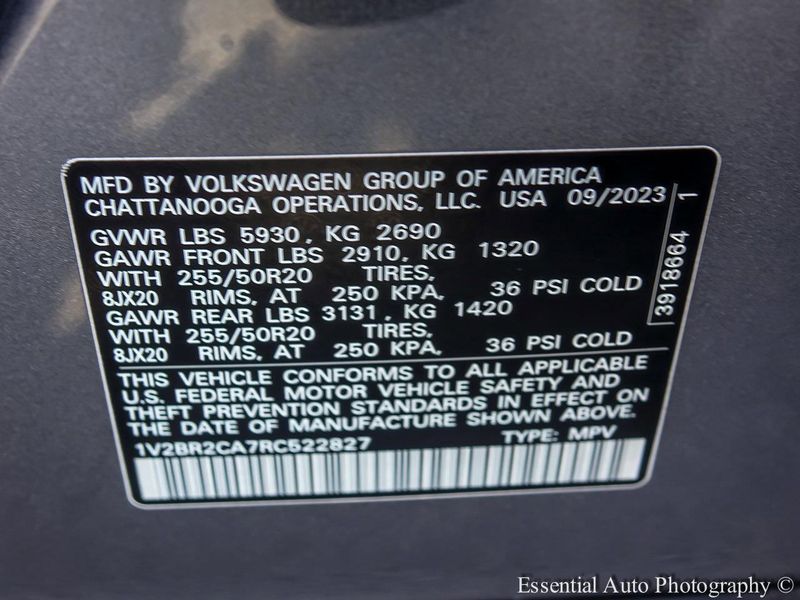 MFD BY VOLKSWAGEN GROUP OF AMERICA
CHATTANOOGA OPERATIONS, LLC. USA 09/2023
GVWR LBS 5930, KG 2690
GAWR FRONT LBS 2910, KG 1320
WITH 255/50R20 TIRES,
8JX20 RIMS, AT 250 KPA, 36 PSI COLD
GAWR REAR LBS 3131, KG 1420
WITH 255/50R20 TIRES,
8JX20 RIMS, AT 250 KPA, 36 PSI COLD
3918664 1
THIS VEHICLE CONFORMS TO ALL APPLICABLE
U.S. FEDERAL MOTOR VEHICLE SAFETY AND
THEFT PREVENTION STANDARDS IN EFFECT ON
THE DATE OF MANUFACTURE SHOWN ABOVE.
1V2BR2CA7RC522827 TYPE: MPV
Essential Auto Photography ©2